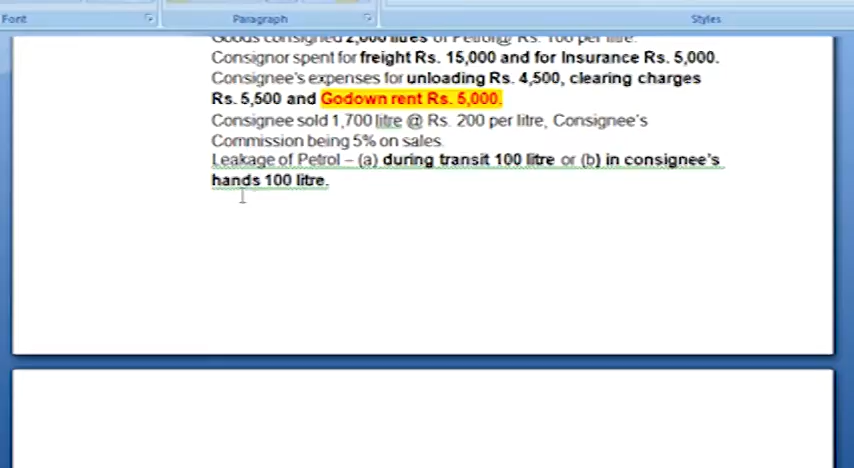 Font
Paragraph
Styles
Goods consigned 2,000 litres of Petrol@ Rs. 100 per litre.
Consignor spent for freight Rs. 15,000 and for Insurance Rs. 5,000.
Consignee's expenses for unloading Rs. 4,500, clearing charges
Rs. 5,500 and Godown rent Rs. 5,000.
Consignee sold 1,700 litre @ Rs. 200 per litre, Consignee's
Commission being 5% on sales.
Leakage of Petrol – (a) during transit 100 litre or (b) in consignee's
hands 100 litre.